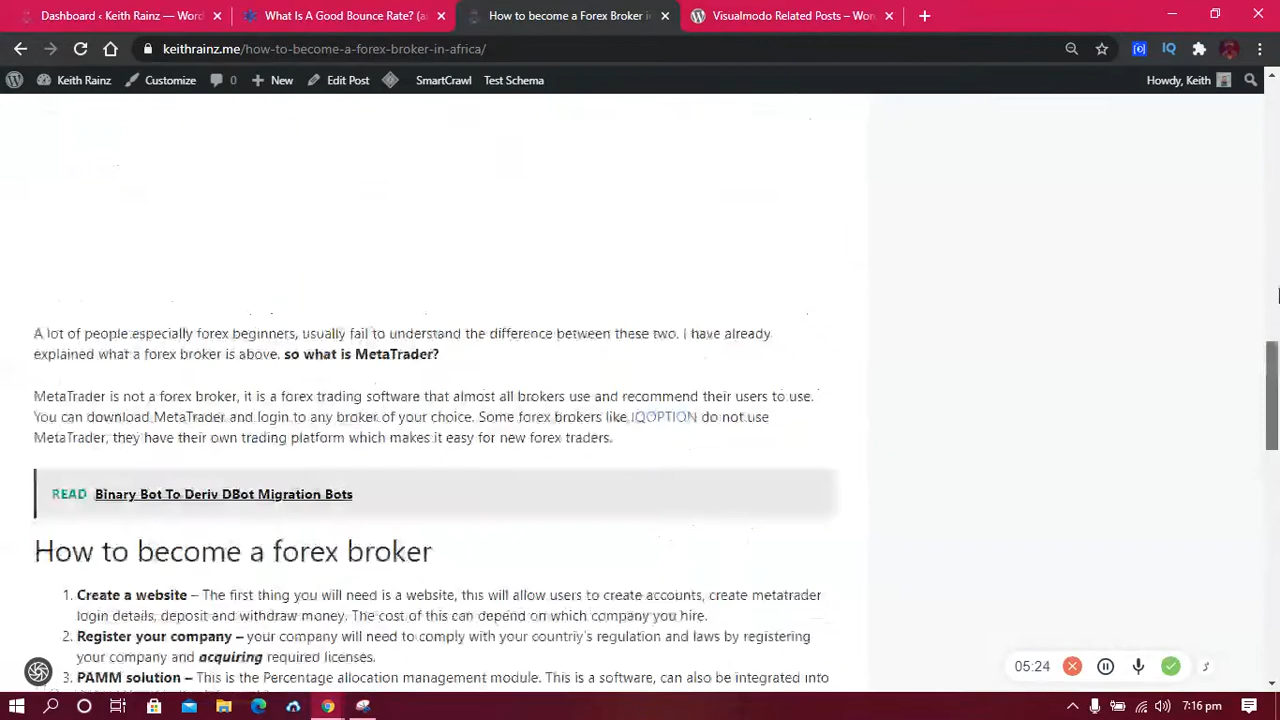 Dashboard ‹ Keith Rainz — Word
What Is A Good Bounce Rate? (a
How to become a Forex Broker in
Visualmodo Related Posts – Wor
keithrainz.me/how-to-become-a-forex-broker-in-africa/
Keith Rainz
Customize
0
New
Edit Post
SmartCrawl
Test Schema
Howdy, Keith
A lot of people especially forex beginners, usually fail to understand the difference between these two. I have already
explained what a forex broker is above, so what is MetaTrader?
MetaTrader is not a forex broker, it is a forex trading software that almost all brokers use and recommend their users to use.
You can download MetaTrader and login to any broker of your choice. Some forex brokers like IQOPTION do not use
MetaTrader, they have their own trading platform which makes it easy for new forex traders.
READ Binary Bot To Deriv DBot Migration Bots
How to become a forex broker
1. Create a website – The first thing you will need is a website, this will allow users to create accounts, create metatrader
login details, deposit and withdraw money. The cost of this can depend on which company you hire.
2. Register your company – your company will need to comply with your countriy's regulation and laws by registering
your company and acquiring required licenses.
3. PAMM solution – This is the Percentage allocation management module. This is a software, can also be integrated into
05:24
7:16 pm